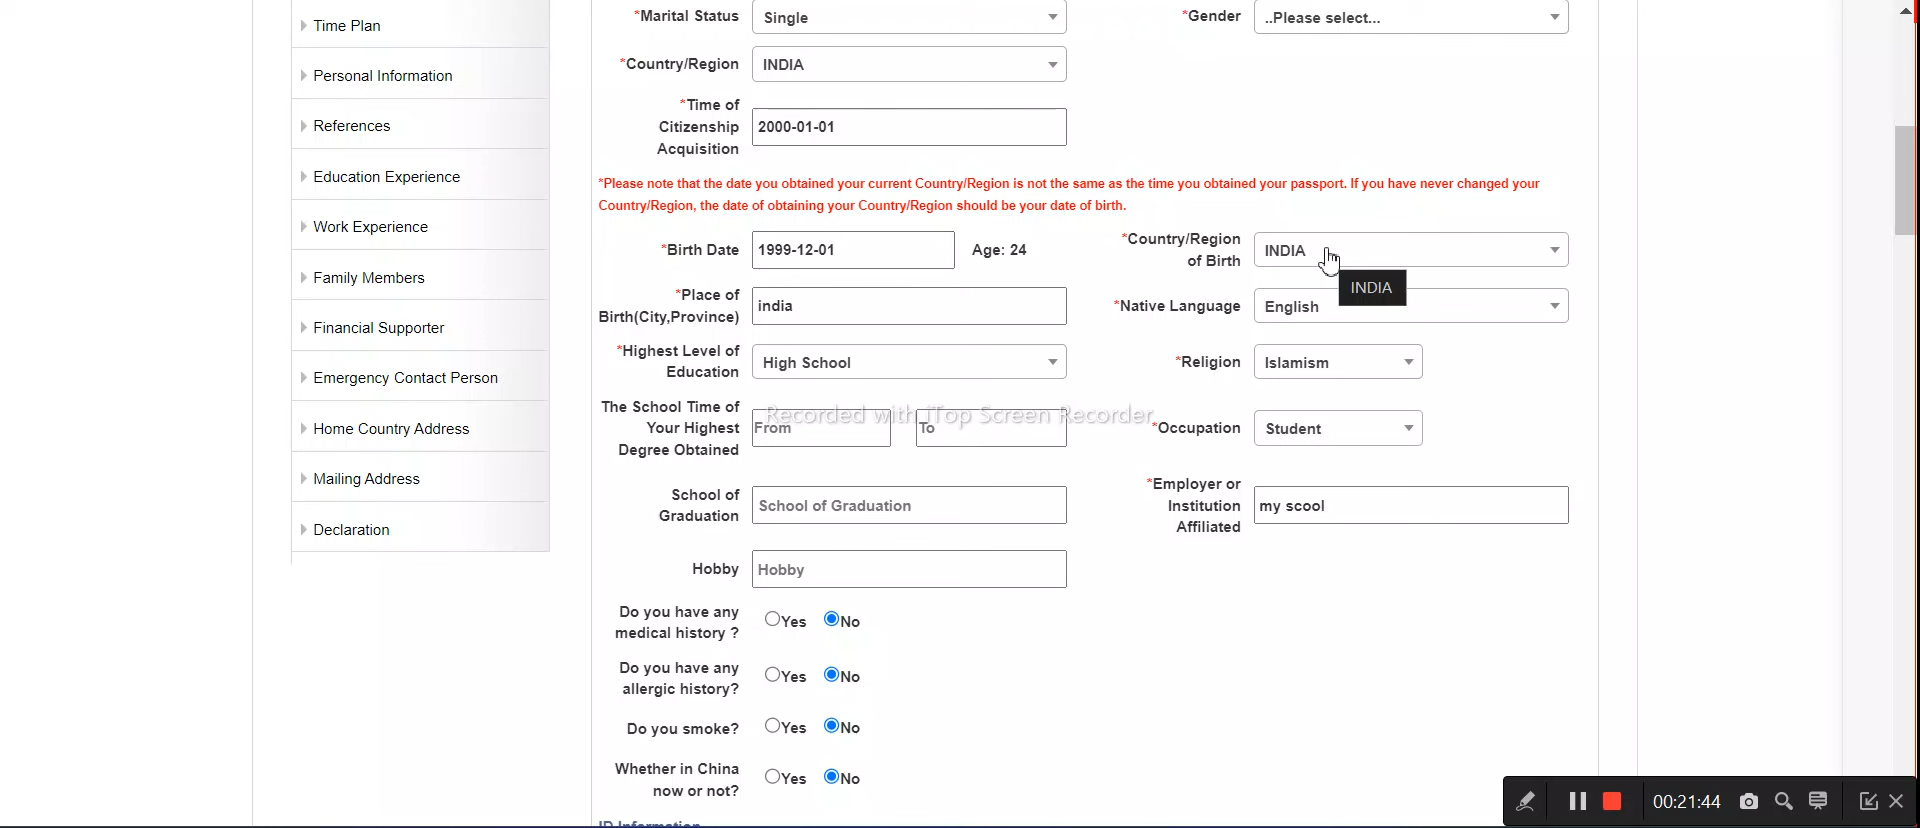 Time Plan
Personal Information
References
Education Experience
Work Experience
Family Members
Financial Supporter
Emergency Contact Person
Home Country Address
Mailing Address
Declaration
*Marital Status Single *Gender ..Please select...
*Country/Region INDIA
*Time of
Citizenship 2000-01-01
Acquisition
*Please note that the date you obtained your current Country/Region is not the same as the time you obtained your passport. If you have never changed your
Country/Region, the date of obtaining your Country/Region should be your date of birth.
*Birth Date 1999-12-01 Age: 24 *Country/Region
of Birth INDIA
INDIA
*Place of
Birth(City,Province) india *Native Language English
*Highest Level of
Education High School *Religion Islamism
The School Time of
Your Highest From To *Occupation Student
Degree Obtained
Recorded with iTop Screen Recorder
School of
Graduation School of Graduation
*Employer or
Institution my scool
Affiliated
Hobby Hobby
Do you have any
medical history ? Yes No
Do you have any
allergic history? Yes No
Do you smoke? Yes No
Whether in China
now or not? Yes No
ID Information
00:21:44